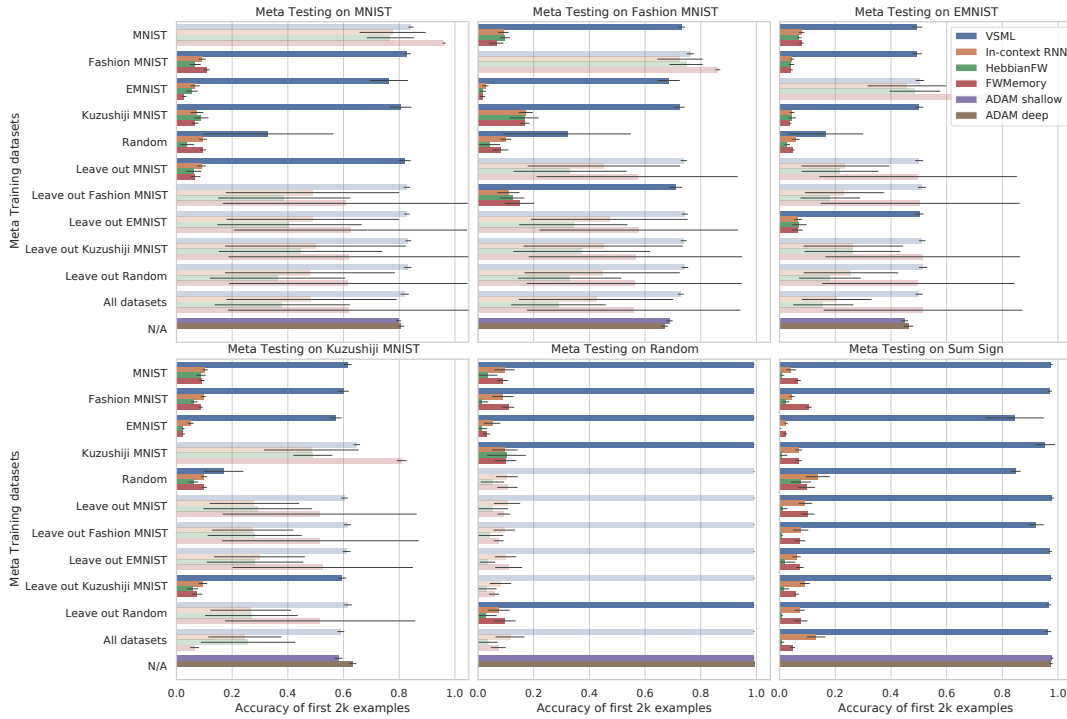 Meta Testing on MNIST
Meta Testing on Fashion MNIST
Meta Testing on EMNIST
Meta Training datasets
MNIST
Fashion MNIST
EMNIST
Kuzushiji MNIST
Random
Leave out MNIST
Leave out Fashion MNIST
Leave out EMNIST
Leave out Kuzushiji MNIST
Leave out Random
All datasets
N/A
VSML
In-context RNN
HebbianFW
FWMemory
ADAM shallow
ADAM deep
Meta Testing on Kuzushiji MNIST
Meta Testing on Random
Meta Testing on Sum Sign
Meta Training datasets
MNIST
Fashion MNIST
EMNIST
Kuzushiji MNIST
Random
Leave out MNIST
Leave out Fashion MNIST
Leave out EMNIST
Leave out Kuzushiji MNIST
Leave out Random
All datasets
N/A
0.0 0.2 0.4 0.6 0.8 1.0
0.0 0.2 0.4 0.6 0.8 1.0
0.0 0.2 0.4 0.6 0.8 1.0
Accuracy of first 2k examples
Accuracy of first 2k examples
Accuracy of first 2k examples